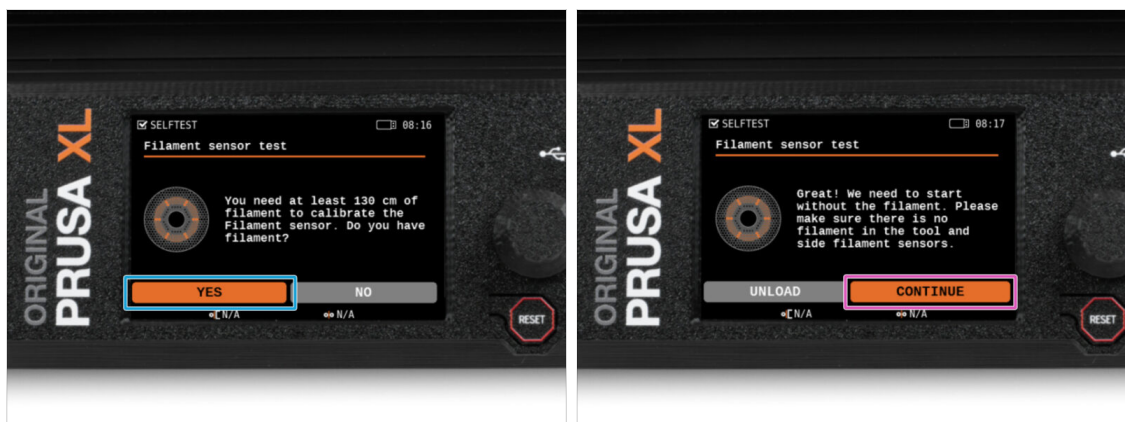 ORIGINAL
PRUSA XL
SELFTEST
08:16
Filament sensor test
You need at least 130 cm of
filament to calibrate the
Filament sensor. Do you have
filament?
YES
NO
N/A
N/A
RESET
ORIGINAL
PRUSA XL
SELFTEST
08:17
Filament sensor test
Great! We need to start
without the filament. Please
make sure there is no
filament in the tool and
side filament sensors.
UNLOAD
CONTINUE
N/A
N/A
RESET